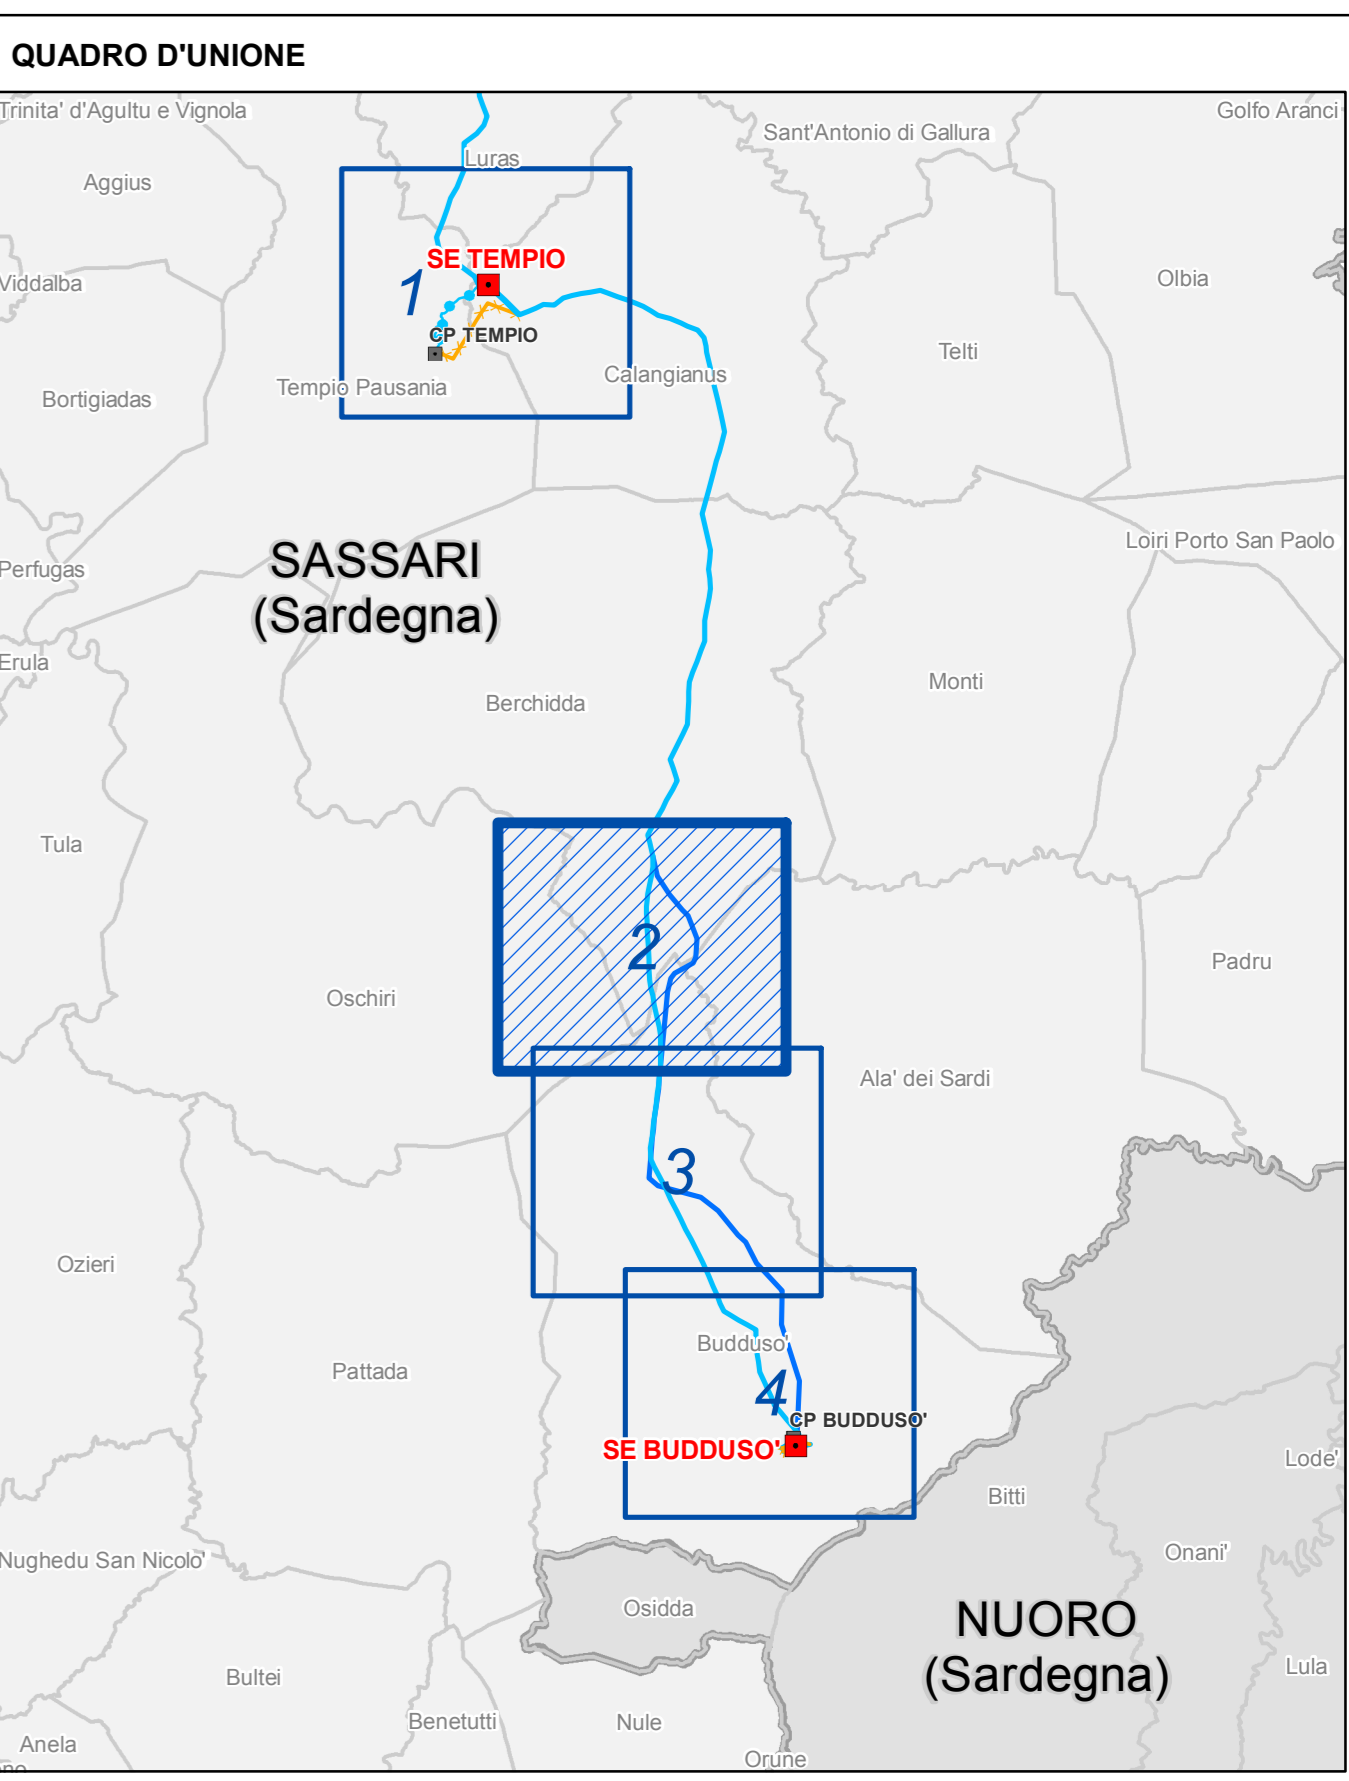 QUADRO D'UNIONE
Trinita' d'Agultu e Vignola
Golfo Aranci
Sant'Antonio di Gallura
Luras
Aggius
SE TEMPIO
Viddalba
Olbia
1
CP TEMPIO
Telti
Calangianus
Tempio Pausania
Bortigiadas
Loiri Porto San Paolo
SASSARI
(Sardegna)
Perfugas
Erula
Monti
Berchidda
Tula
2
Padru
Oschiri
Ala' dei Sardi
3
Ozieri
Budduso'
Pattada
4
CP BUDDUSO'
SE BUDDUSO'
Lode'
Bitti
Onani'
Nughedu San Nicolo'
Osidda
NUORO
(Sardegna)
Lula
Bultei
Benetutti
Nule
Anela
Orune